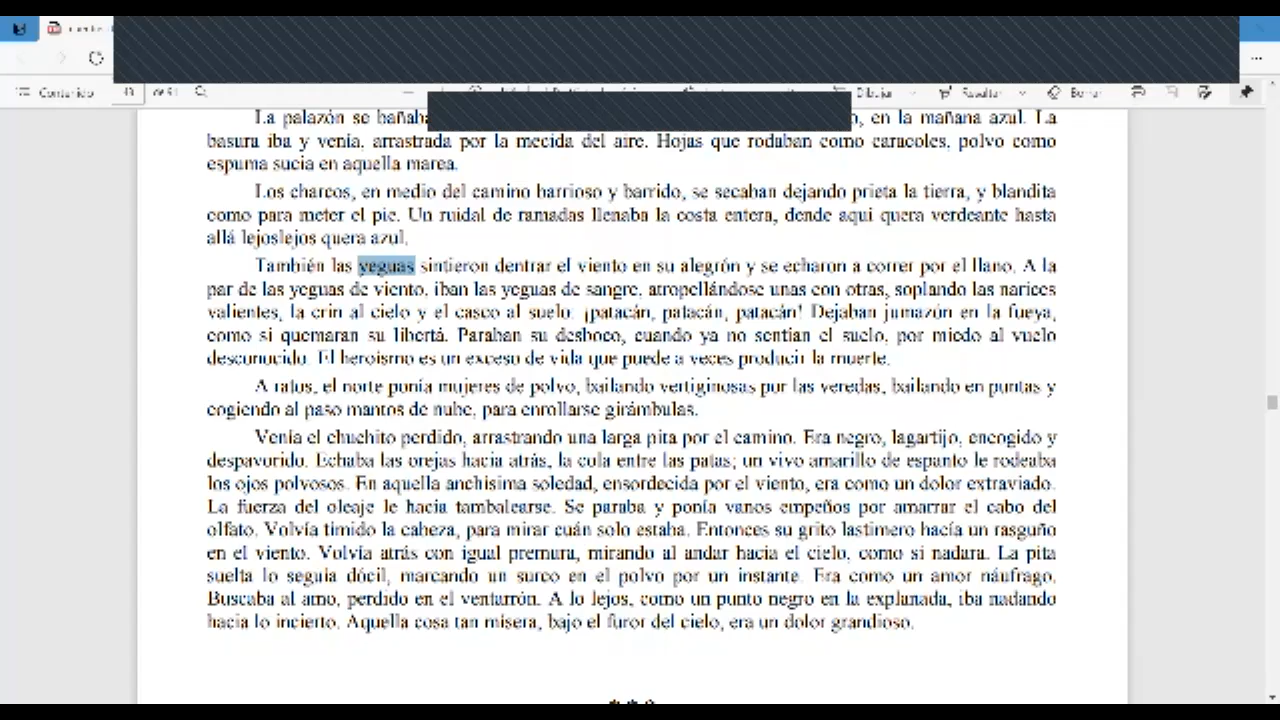 Contenido 43 de 91 Dibujar Resaltar Borrar
La palazón se bañaba en la mañana azul. La
basura iba y venía, arrastrada por la mecida del aire. Hojas que rodaban como caracoles, polvo como
espuma sucia en aquella marea.
Los charcos, en medio del camino barrioso y barrido, se secaban dejando prieta la tierra, y blandita
como para meter el pie. Un ruidal de ramadas llenaba la costa entera, dende aquí quera verdeante hasta
allá lejoslejos quera azul.
También las yeguas sintieron dentrar el viento en su alegrón y se echaron a correr por el llano. A la
par de las yeguas de viento, iban las yeguas de sangre, atropellándose unas con otras, soplando las narices
valientes, la crin al cielo y el casco al suelo: ¡patacán, patacán, patacán! Dejaban jumazón en la fueya,
como si quemaran su libertá. Paraban su desboco, cuando ya no sentían el suelo, por miedo al vuelo
desconocido. El heroísmo es un exceso de vida que puede a veces producir la muerte.
A ratos, el norte ponía mujeres de polvo, bailando vertiginosas por las veredas, bailando en puntas y
cogiendo al paso mantos de nube, para enrollarse girámbulas.
Venía el chuchito perdido, arrastrando una larga pita por el camino. Era negro, lagartijo, encogido y
despavorido. Echaba las orejas hacia atrás, la cola entre las patas; un vivo amarillo de espanto le rodeaba
los ojos polvosos. En aquella anchísima soledad, ensordecida por el viento, era como un dolor extraviado.
La fuerza del oleaje le hacía tambalearse. Se paraba y ponía vanos empeños por amarrar el cabo del
olfato. Volvía tímido la cabeza, para mirar cuán solo estaba. Entonces su grito lastimero hacía un rasguño
en el viento. Volvía atrás con igual premura, mirando al andar hacia el cielo, como si nadara. La pita
suelta lo seguía dócil, marcando un surco en el polvo por un instante. Era como un amor náufrago.
Buscaba al amo, perdido en el ventarrón. A lo lejos, como un punto negro en la explanada, iba nadando
hacia lo incierto. Aquella cosa tan mísera, bajo el furor del cielo, era un dolor grandioso.
* * *